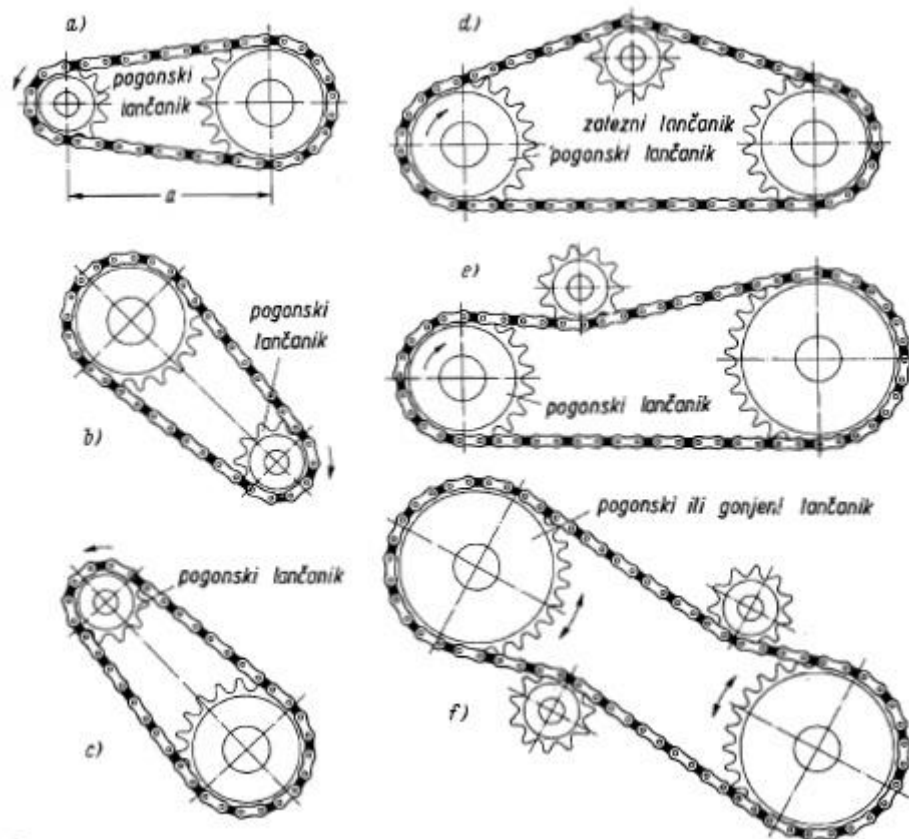 a)
pogonski
lančanik
a
b)
pogonski
lančanik
c)
pogonski lančanik
d)
zatezni lančanik
pogonski lančanik
e)
pogonski lančanik
f)
pogonski ili gonjeni lančanik